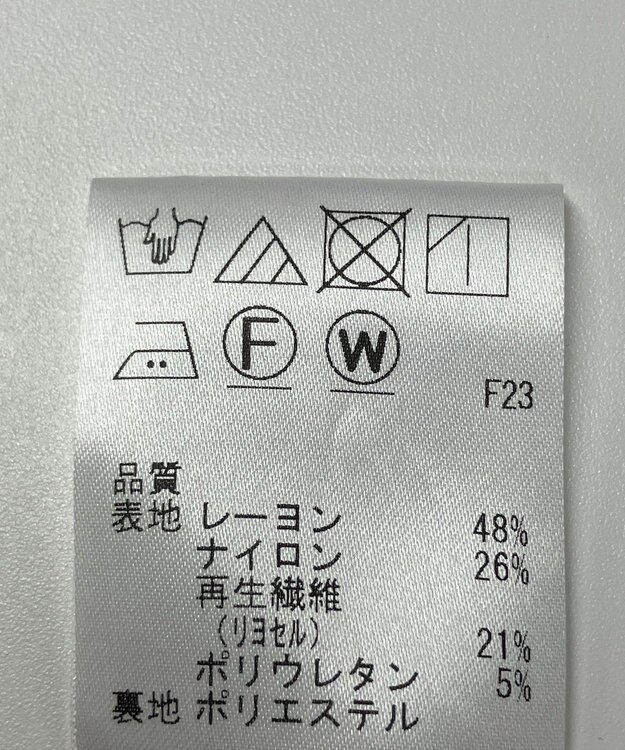 F W
F23
品質
表地 レーヨン 48%
ナイロン 26%
再生繊維
(リヨセル) 21%
ポリウレタン 5%
裏地 ポリエステル